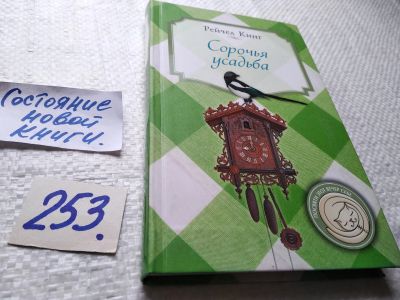 Рейчел Кинг
Сорочья
усадьба
Состояние
новой
книги.
253.